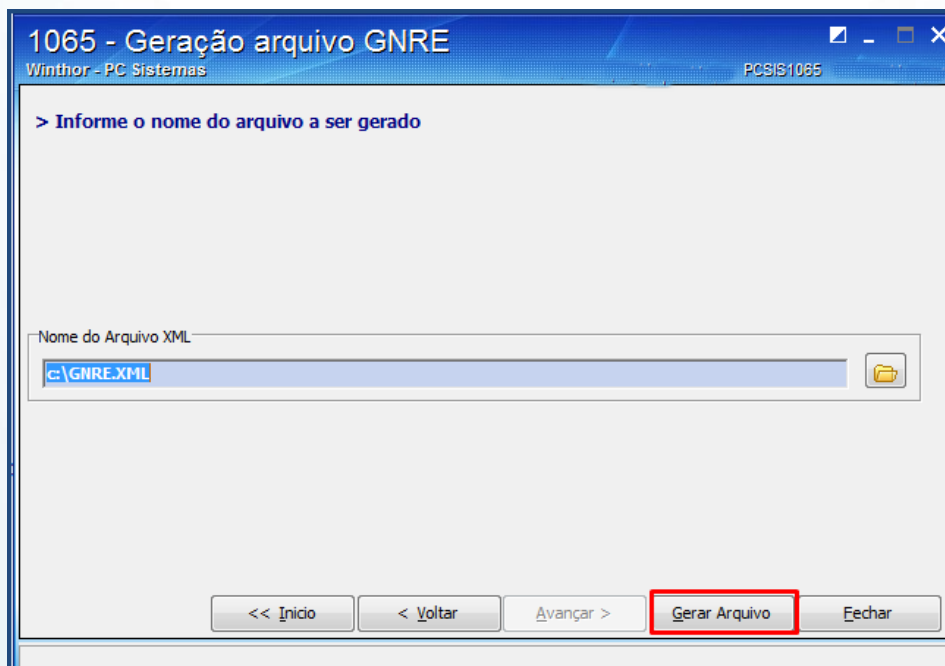 1065 - Geração arquivo GNRE
Winthor - PC Sistemas
PCSIS1065
> Informe o nome do arquivo a ser gerado
Nome do Arquivo XML
c:\GNRE.XML
<< Inicio
< Voltar
Avançar >
Gerar Arquivo
Fechar